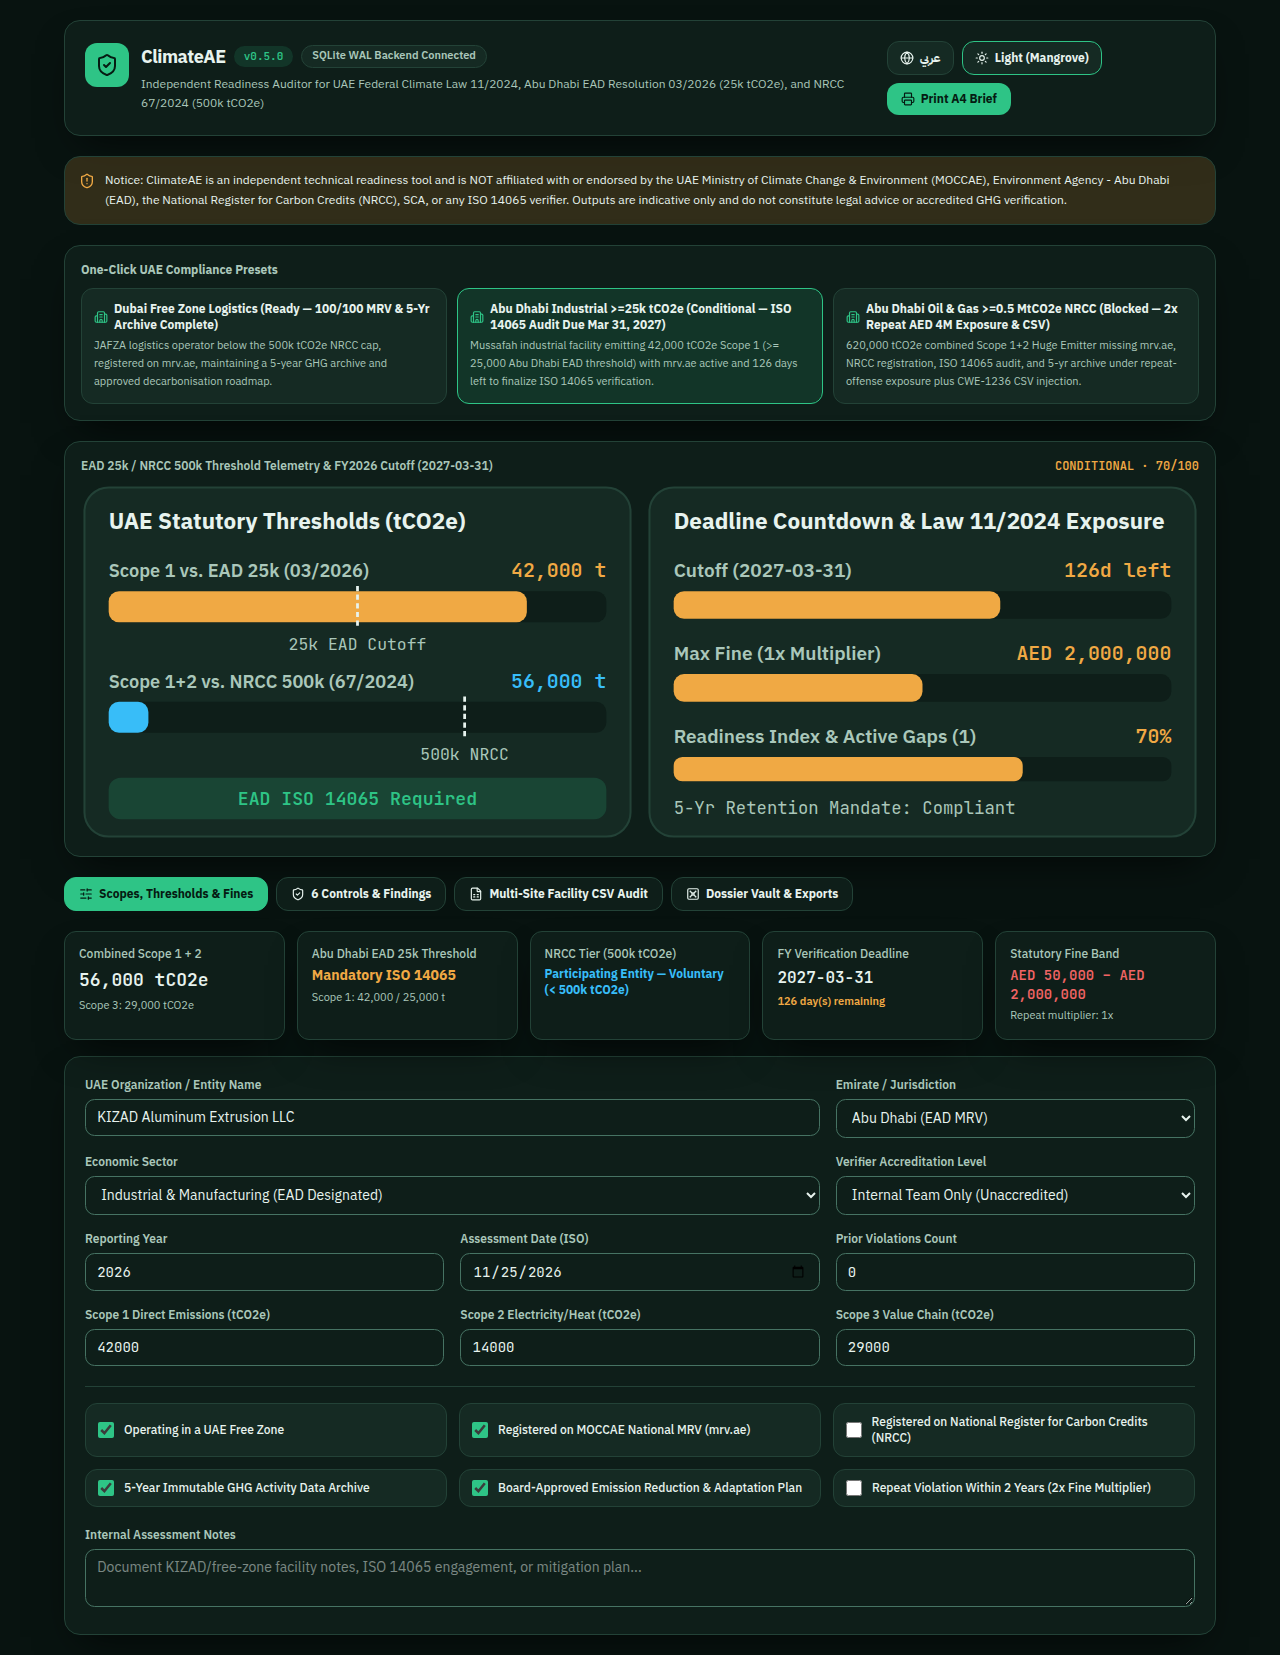 ClimateAE v0.5.0 SQLite WAL Backend Connected
Independent Readiness Auditor for UAE Federal Climate Law 11/2024, Abu Dhabi EAD Resolution 03/2026 (25k tCO2e), and NRCC
67/2024 (500k tCO2e)
عربي
Light (Mangrove)
Print A4 Brief
Notice: ClimateAE is an independent technical readiness tool and is NOT affiliated with or endorsed by the UAE Ministry of Climate Change & Environment (MOCCAE), Environment Agency - Abu Dhabi
(EAD), the National Register for Carbon Credits (NRCC), SCA, or any ISO 14065 verifier. Outputs are indicative only and do not constitute legal advice or accredited GHG verification.
One-Click UAE Compliance Presets
Dubai Free Zone Logistics (Ready — 100/100 MRV & 5-Yr
Archive Complete)
JAFZA logistics operator below the 500k tCO2e NRCC cap,
registered on mrv.ae, maintaining a 5-year GHG archive and
approved decarbonisation roadmap.
Abu Dhabi Industrial >=25k tCO2e (Conditional — ISO
14065 Audit Due Mar 31, 2027)
Mussafah industrial facility emitting 42,000 tCO2e Scope 1 (>=
25,000 Abu Dhabi EAD threshold) with mrv.ae active and 126 days
left to finalize ISO 14065 verification.
Abu Dhabi Oil & Gas >=0.5 MtCO2e NRCC (Blocked — 2x
Repeat AED 4M Exposure & CSV)
620,000 tCO2e combined Scope 1+2 Huge Emitter missing mrv.ae,
NRCC registration, ISO 14065 audit, and 5-yr archive under repeat-
offense exposure plus CWE-1236 CSV injection.
EAD 25k / NRCC 500k Threshold Telemetry & FY2026 Cutoff (2027-03-31)
CONDITIONAL · 70/100
UAE Statutory Thresholds (tCO2e)
Scope 1 vs. EAD 25k (03/2026) 42,000 t
25k EAD Cutoff
Scope 1+2 vs. NRCC 500k (67/2024) 56,000 t
500k NRCC
EAD ISO 14065 Required
Deadline Countdown & Law 11/2024 Exposure
Cutoff (2027-03-31) 126d left
Max Fine (1x Multiplier) AED 2,000,000
Readiness Index & Active Gaps (1) 70%
5-Yr Retention Mandate: Compliant
Scopes, Thresholds & Fines
6 Controls & Findings
Multi-Site Facility CSV Audit
Dossier Vault & Exports
Combined Scope 1 + 2
56,000 tCO2e
Scope 3: 29,000 tCO2e
Abu Dhabi EAD 25k Threshold
Mandatory ISO 14065
Scope 1: 42,000 / 25,000 t
NRCC Tier (500k tCO2e)
Participating Entity — Voluntary
(< 500k tCO2e)
FY Verification Deadline
2027-03-31
126 day(s) remaining
Statutory Fine Band
AED 50,000 – AED
2,000,000
Repeat multiplier: 1x
UAE Organization / Entity Name
KIZAD Aluminum Extrusion LLC
Emirate / Jurisdiction
Abu Dhabi (EAD MRV)
Economic Sector
Industrial & Manufacturing (EAD Designated)
Verifier Accreditation Level
Internal Team Only (Unaccredited)
Reporting Year
2026
Assessment Date (ISO)
11/25/2026
Prior Violations Count
0
Scope 1 Direct Emissions (tCO2e)
42000
Scope 2 Electricity/Heat (tCO2e)
14000
Scope 3 Value Chain (tCO2e)
29000
Operating in a UAE Free Zone
Registered on MOCCAE National MRV (mrv.ae)
Registered on National Register for Carbon Credits
(NRCC)
5-Year Immutable GHG Activity Data Archive
Board-Approved Emission Reduction & Adaptation Plan
Repeat Violation Within 2 Years (2x Fine Multiplier)
Internal Assessment Notes
Document KIZAD/free-zone facility notes, ISO 14065 engagement, or mitigation plan...